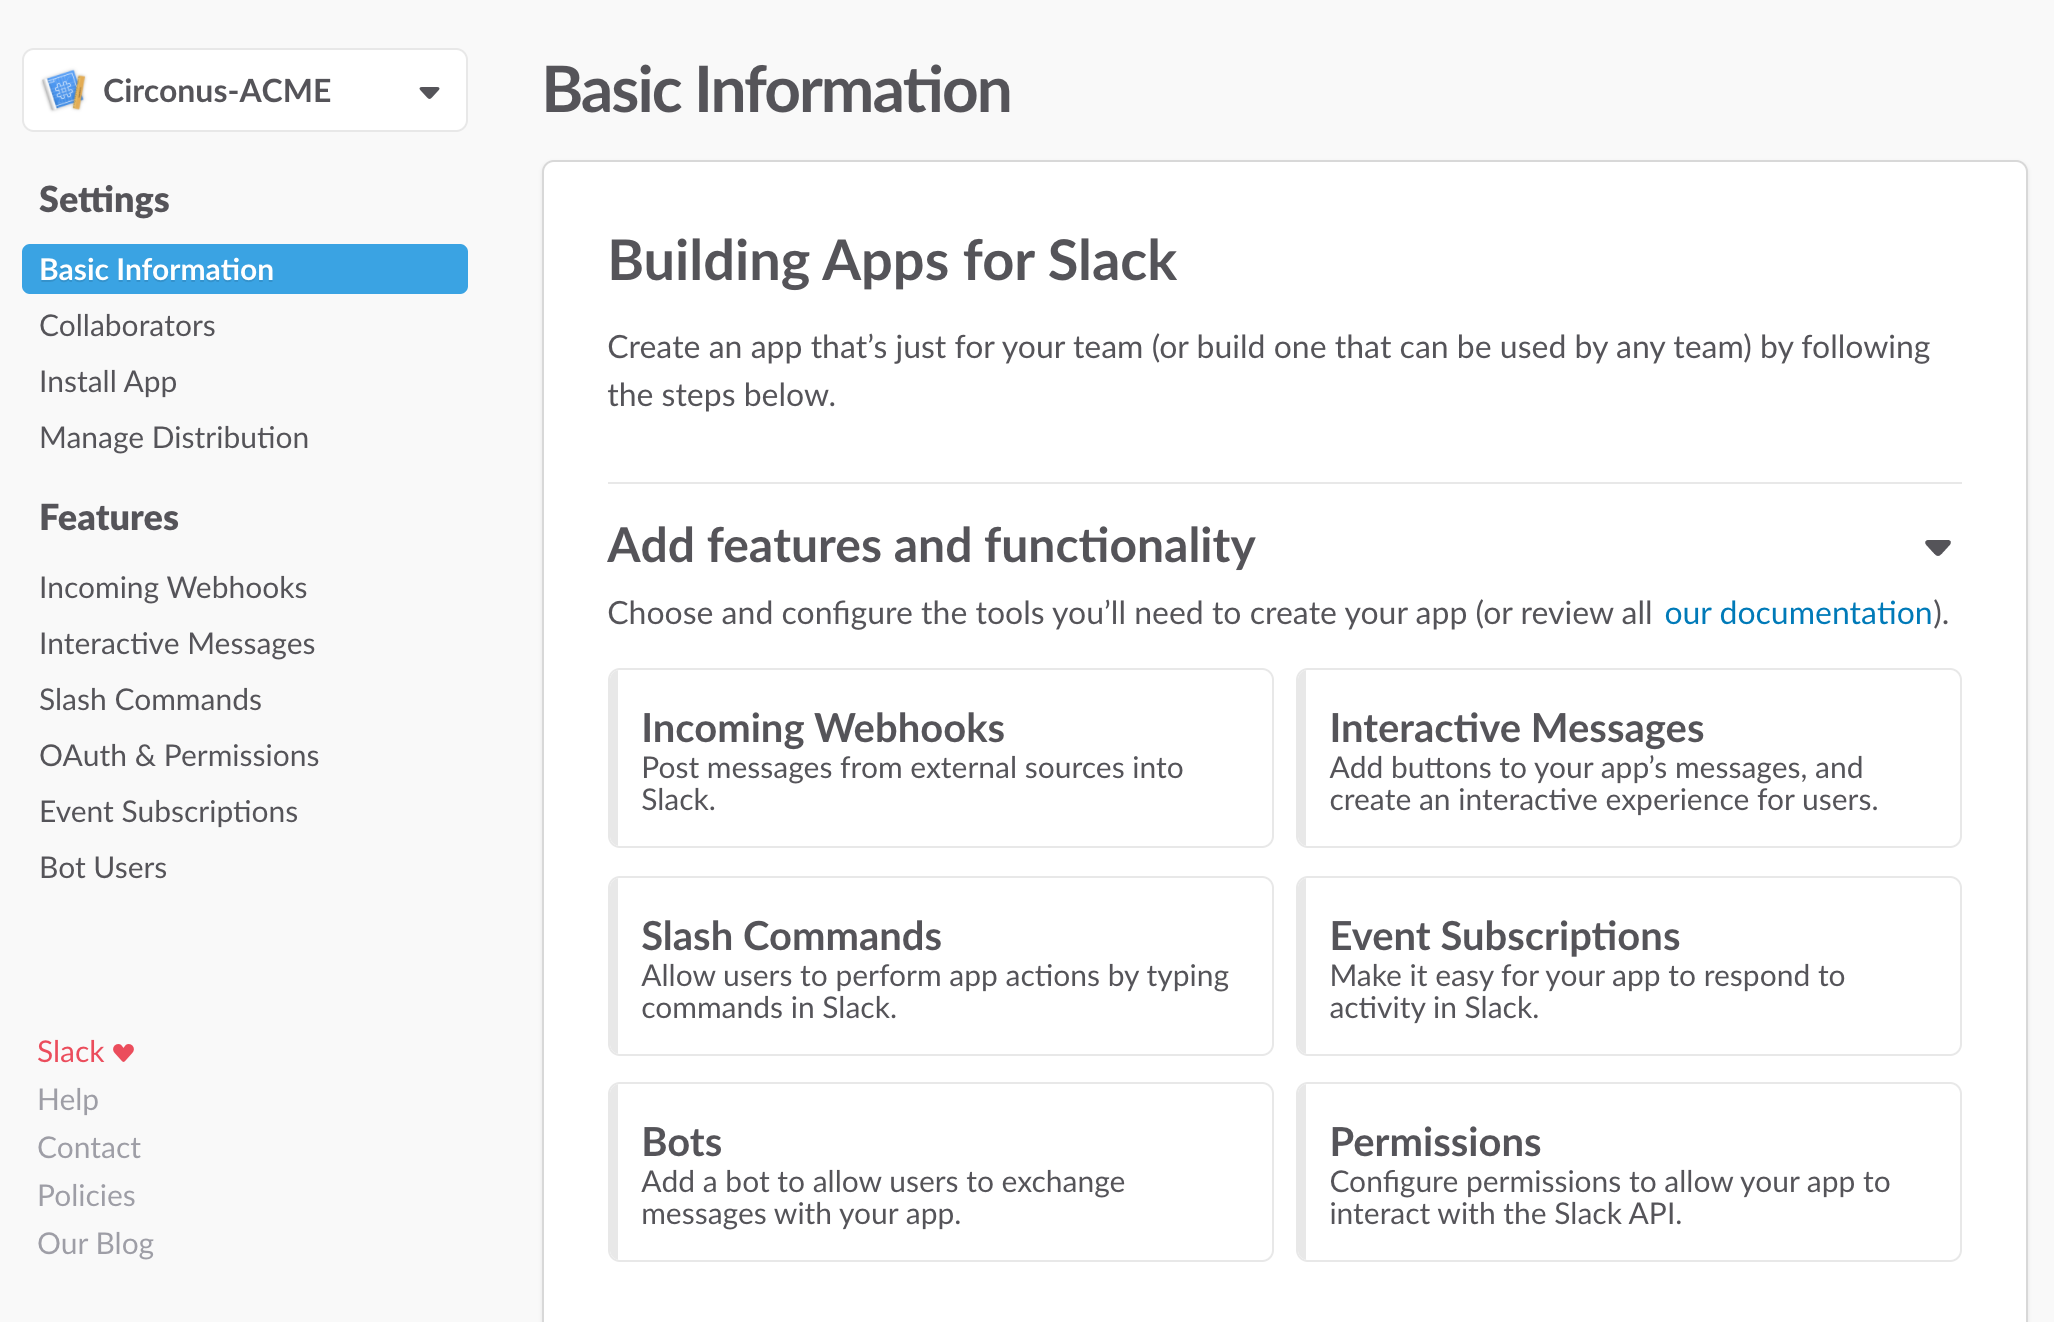 Circonus-ACME
Settings
Basic Information
Collaborators
Install App
Manage Distribution
Features
Incoming Webhooks
Interactive Messages
Slash Commands
OAuth & Permissions
Event Subscriptions
Bot Users
Slack ♥
Help
Contact
Policies
Our Blog
Basic Information
Building Apps for Slack
Create an app that’s just for your team (or build one that can be used by any team) by following
the steps below.
Add features and functionality
Choose and configure the tools you’ll need to create your app (or review all our documentation).
Incoming Webhooks
Post messages from external sources into
Slack.
Interactive Messages
Add buttons to your app’s messages, and
create an interactive experience for users.
Slash Commands
Allow users to perform app actions by typing
commands in Slack.
Event Subscriptions
Make it easy for your app to respond to
activity in Slack.
Bots
Add a bot to allow users to exchange
messages with your app.
Permissions
Configure permissions to allow your app to
interact with the Slack API.